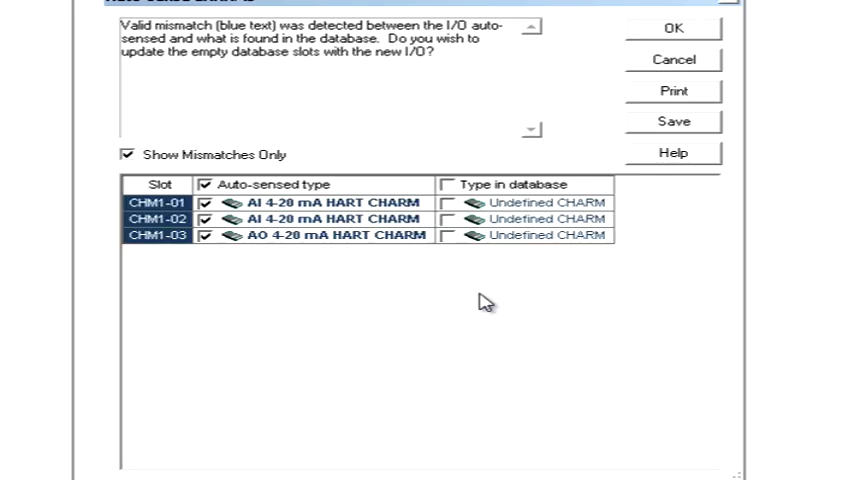 Valid mismatch (blue text) was detected between the I/O auto-
sensed and what is found in the database. Do you wish to
update the empty database slots with the new I/O?
OK
Cancel
Print
Save
Help
Show Mismatches Only
Slot Auto-sensed type Type in database
CHM1-01 AI 4-20 mA HART CHARM Undefined CHARM
CHM1-02 AI 4-20 mA HART CHARM Undefined CHARM
CHM1-03 AO 4-20 mA HART CHARM Undefined CHARM